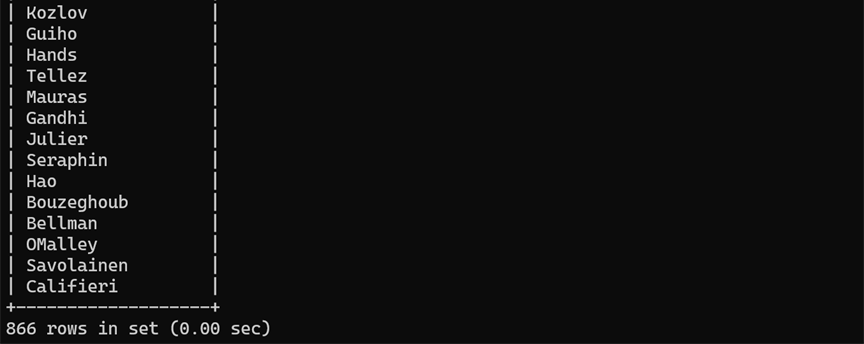 | Kozlov            |
| Guiho             |
| Hands             |
| Tellez            |
| Mauras            |
| Gandhi            |
| Julier            |
| Seraphin          |
| Hao               |
| Bouzeghoub        |
| Bellman           |
| OMalley           |
| Savolainen        |
| Califieri         |
+-------------------+
866 rows in set (0.00 sec)